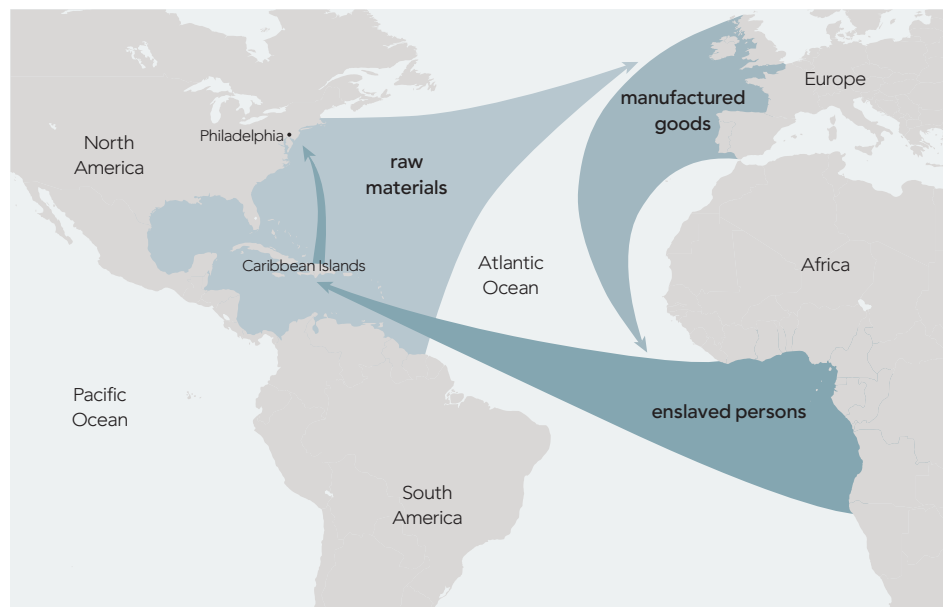 Europe
manufactured
goods
Philadelphia
North
America
raw
materials
Caribbean Islands
Atlantic
Ocean
Africa
Pacific
Ocean
enslaved persons
South
America